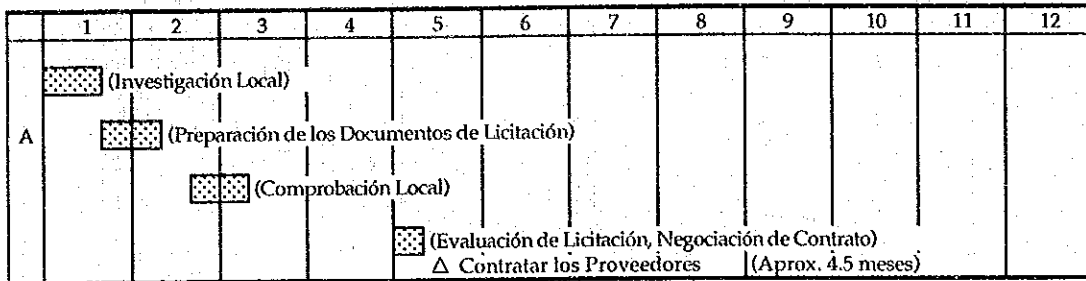 1 2 3 4 5 6 7 8 9 10 11 12
(Investigación Local)
A (Preparación de los Documentos de Licitación)
(Comprobación Local)
(Evaluación de Licitación, Negociación de Contrato)
Δ Contratar los Proveedores (Aprox. 4.5 meses)